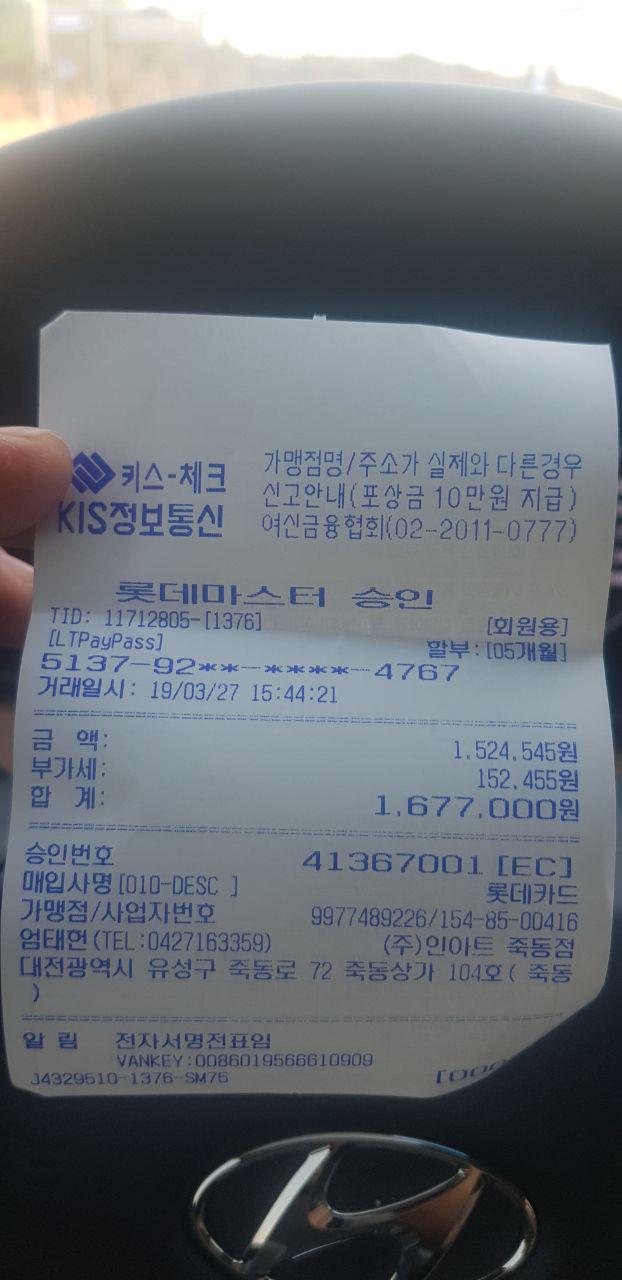 키스-체크
KIS정보통신
가맹점명/주소가 실제와 다른경우
신고안내(포상금 10만원 지급)
여신금융협회(02-2011-0777)
롯데마스터 승인
TID: 11712805-[1376] [회원용]
[LTPayPass] 할부:[05개월]
5137-92**-****-4767
거래일시: 19/03/27 15:44:21
금 액: 1,524,545원
부가세: 152,455원
합 계: 1,677,000원
승인번호 41367001 [EC]
매입사명[010-DESC ] 롯데카드
가맹점/사업자번호 9977489226/154-85-00416
엄태현(TEL:0427163359) (주)인아트 죽동점
대전광역시 유성구 죽동로 72 죽동상가 104호( 죽동
)
알 림 전자서명전표임
VANKEY:0086019566610909
J4329510-1376-SM75